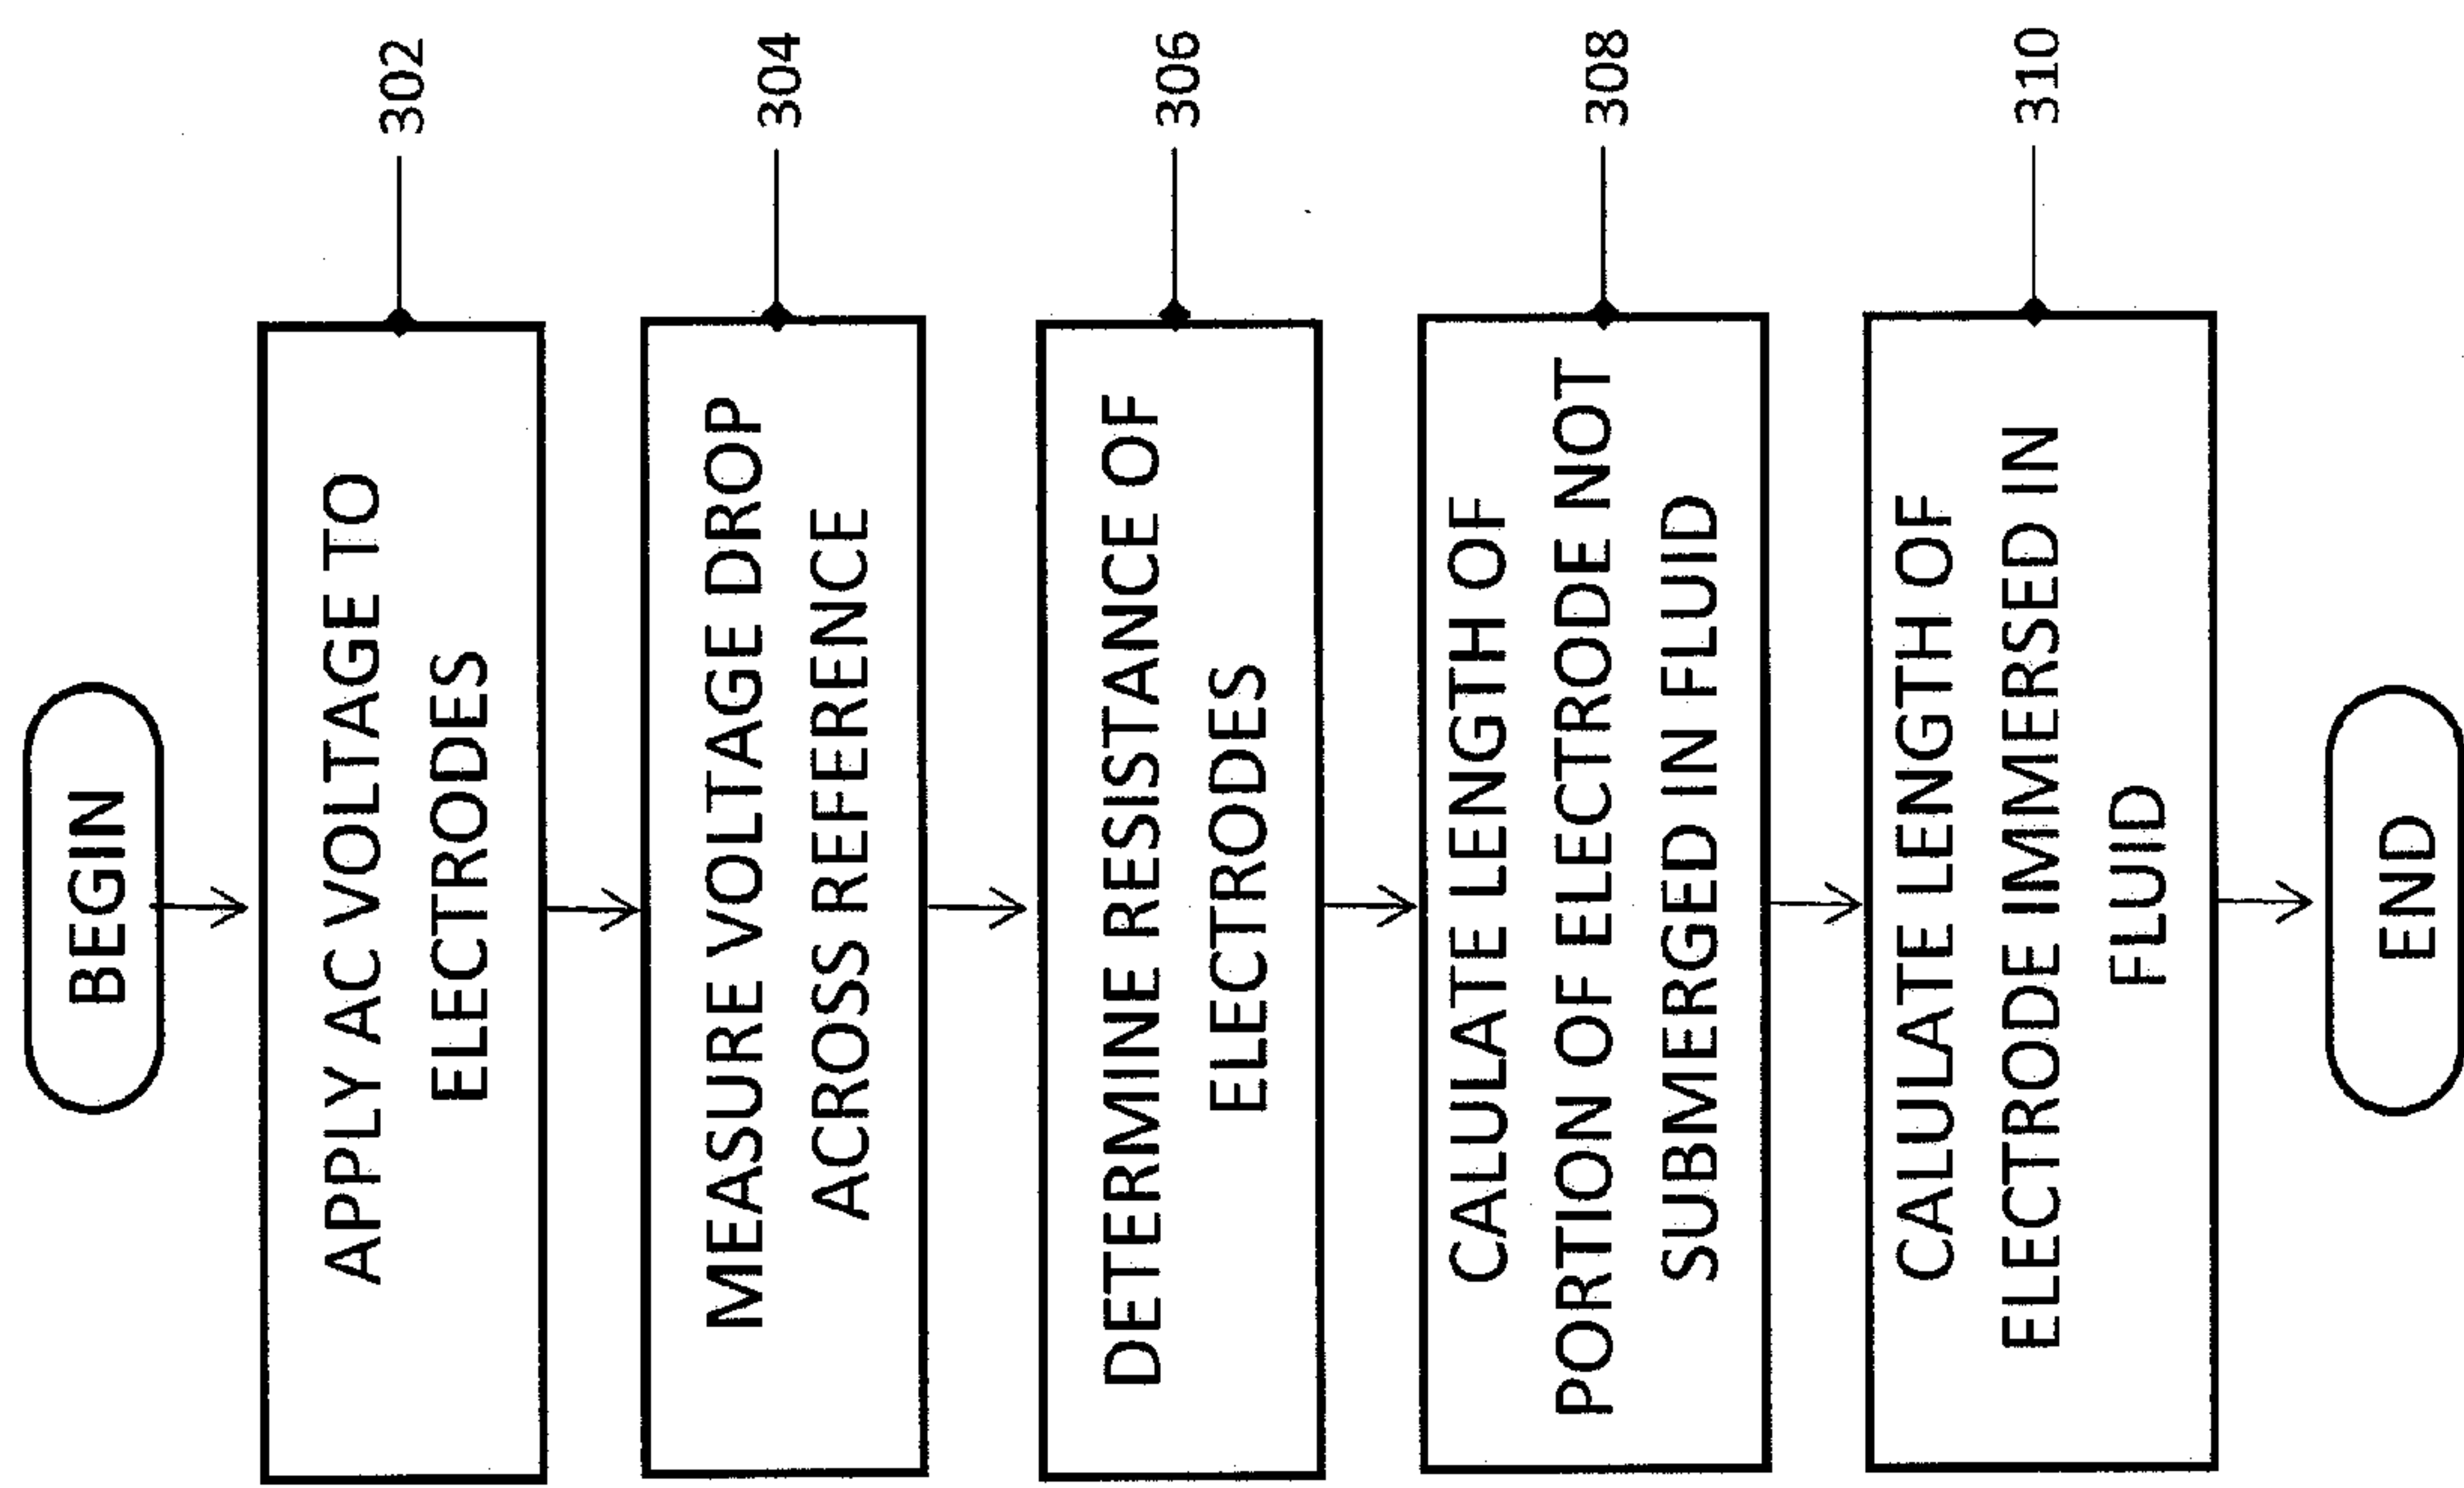 BEGIN
APPLY AC VOLTAGE TO
ELECTRODES
302
MEASURE VOLTAGE DROP
ACROSS REFERENCE
304
DETERMINE RESISTANCE OF
ELECTRODES
306
CALULATE LENGTH OF
PORTION OF ELECTRODE NOT
SUBMERGED IN FLUID
308
CALULATE LENGTH OF
ELECTRODE IMMERSED IN
FLUID
310
END